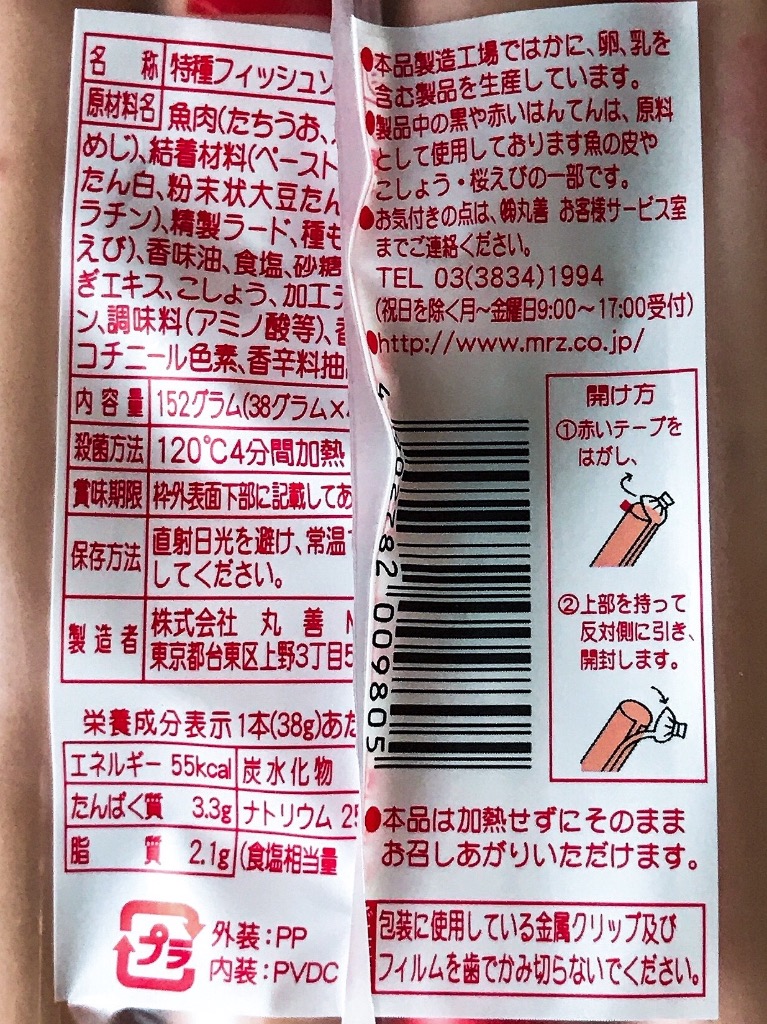 名称 特種フィッシュソ
原材料名 魚肉(たちうお、
めじ)、結着材料(ペースト
たん白、粉末状大豆たん
ラチン)、精製ラード、種も
えび)、香味油、食塩、砂糖
ぎエキス、こしょう、加工デ
ン、調味料(アミノ酸等)、香
コチニール色素、香辛料抽
内容量 152グラム(38グラム×
殺菌方法 120℃4分間加熱
賞味期限 枠外表面下部に記載してあ
保存方法 直射日光を避け、常温
してください。
製造者 株式会社 丸善
東京都台東区上野3丁目5
栄養成分表示1本(38g)あた
エネルギー 55kcal 炭水化物
たんぱく質 3.3g ナトリウム 25
脂質 2.1g (食塩相当量
プラ
外装:PP
内装:PVDC
●本品製造工場ではかに、卵、乳を
含む製品を生産しています。
●製品中の黒や赤いはんてんは、原料
として使用しております魚の皮や
こしょう・桜えびの一部です。
●お気付きの点は、㈱丸善 お客様サービス室
までご連絡ください。
TEL 03(3834)1994
(祝日を除く月～金曜日9:00～17:00受付)
●http://www.mrz.co.jp/
82 009805
開け方
①赤いテープを
はがし、
②上部を持って
反対側に引き、
開封します。
●本品は加熱せずにそのまま
お召しあがりいただけます。
包装に使用している金属クリップ及び
フィルムを歯でかみ切らないでください。